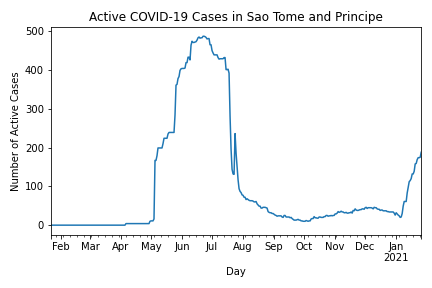 Active COVID-19 Cases in Sao Tome and Principe
Number of Active Cases
500
400
300
200
100
0
Feb Mar Apr May Jun Jul Aug Sep Oct Nov Dec Jan
2021
Day